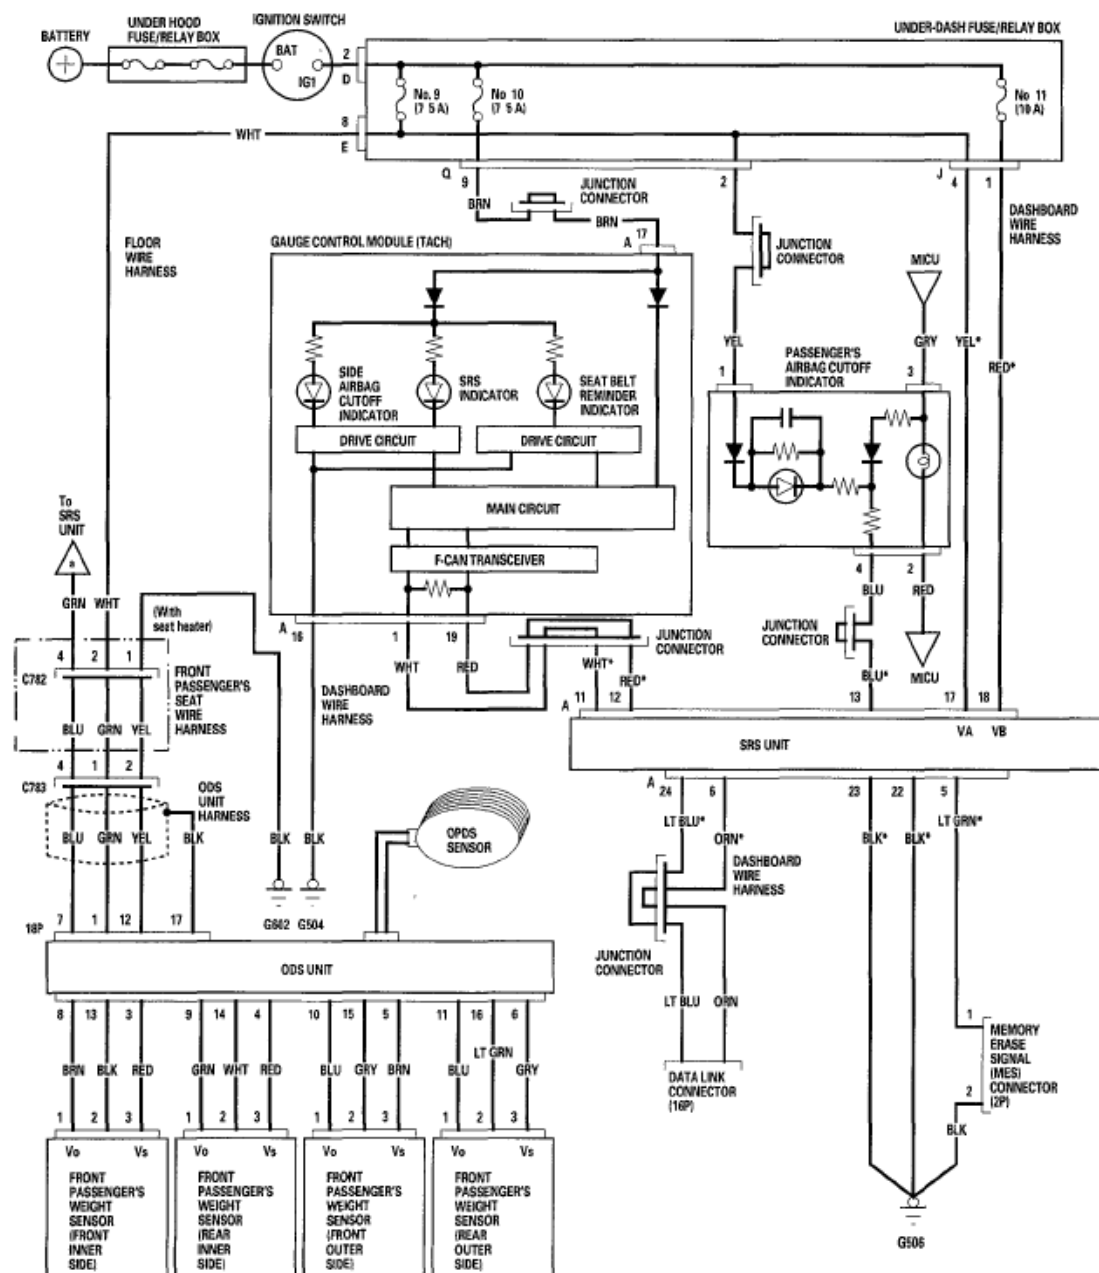 UNDER HOOD
FUSE/RELAY BOX
IGNITION SWITCH
BATTERY
BAT
IG1
UNDER-DASH FUSE/RELAY BOX
2
D
No. 9
(7 5 A)
No 10
(7 5 A)
No 11
(10 A)
8
E
WHT
Q
9
2
J
4
1
BRN
JUNCTION
CONNECTOR
BRN
17
A
DASHBOARD
WIRE
HARNESS
FLOOR
WIRE
HARNESS
GAUGE CONTROL MODULE (TACH)
JUNCTION
CONNECTOR
MICU
YEL
GRY
YEL*
RED*
PASSENGER'S
AIRBAG CUTOFF
INDICATOR
1
3
SIDE
AIRBAG
CUTOFF
INDICATOR
SRS
INDICATOR
SEAT BELT
REMINDER
INDICATOR
DRIVE CIRCUIT
DRIVE CIRCUIT
MAIN CIRCUIT
F-CAN TRANSCEIVER
To
SRS
UNIT
a
GRN
WHT
(With
seat heater)
A
16
1
19
4
2
BLU
RED
JUNCTION
CONNECTOR
MICU
JUNCTION
CONNECTOR
WHT
RED
WHT*
RED*
BLU*
4
2
1
C782
FRONT
PASSENGER'S
SEAT
WIRE
HARNESS
BLU
GRN
YEL
DASHBOARD
WIRE
HARNESS
A
11
12
13
17
18
VA
VB
SRS UNIT
4
1
2
C783
ODS
UNIT
HARNESS
BLU
GRN
YEL
BLK
BLK
BLK
OPDS
SENSOR
A
24
6
23
22
5
LT BLU*
ORN*
BLK*
BLK*
LT GRN*
DASHBOARD
WIRE
HARNESS
G602
G504
18P
7
1
12
17
ODS UNIT
JUNCTION
CONNECTOR
LT BLU
ORN
8
13
3
9
14
4
10
15
5
11
16
6
BRN
BLK
RED
GRN
WHT
RED
BLU
GRY
BRN
BLU
LT GRN
GRY
1
MEMORY
ERASE
SIGNAL
(MES)
CONNECTOR
(2P)
2
BLK
DATA LINK
CONNECTOR
(16P)
1
2
3
1
2
3
1
2
3
1
2
3
Vo
Vs
Vo
Vs
Vo
Vs
Vo
Vs
FRONT
PASSENGER'S
WEIGHT
SENSOR
(FRONT
INNER
SIDE)
FRONT
PASSENGER'S
WEIGHT
SENSOR
(REAR
INNER
SIDE)
FRONT
PASSENGER'S
WEIGHT
SENSOR
(FRONT
OUTER
SIDE)
FRONT
PASSENGER'S
WEIGHT
SENSOR
(REAR
OUTER
SIDE)
G506